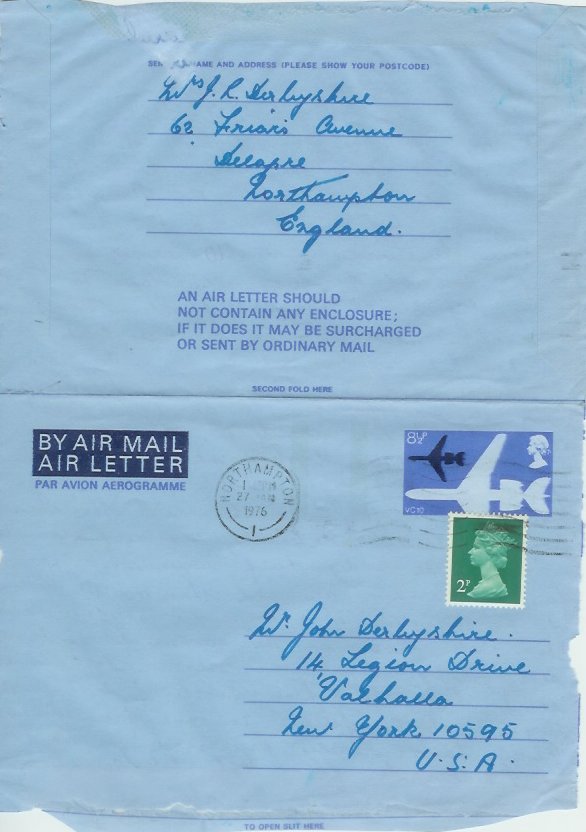 NAME AND ADDRESS (PLEASE SHOW YOUR POSTCODE)
Mrs J. R. Derbyshire
62 Friars Avenue
Delapre
Northampton
England.
AN AIR LETTER SHOULD
NOT CONTAIN ANY ENCLOSURE;
IF IT DOES IT MAY BE SURCHARGED
OR SENT BY ORDINARY MAIL
SECOND FOLD HERE
BY AIR MAIL
AIR LETTER
PAR AVION AEROGRAMME
NORTHAMPTON
27 JAN
1976
1
8½P
VC10
2P
Mr. John Derbyshire.
14, Legion Drive
Valhalla
New York 10595
U.S.A.
TO OPEN SLIT HERE